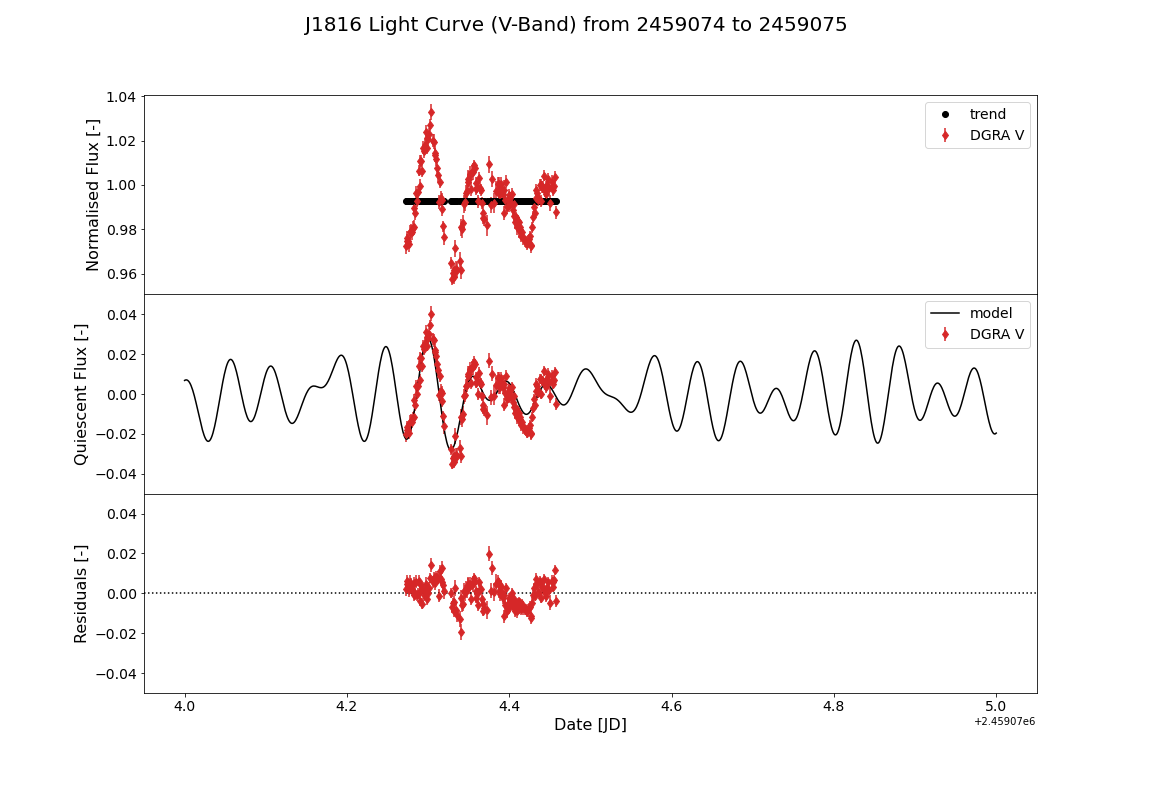 J1816 Light Curve (V-Band) from 2459074 to 2459075
1.04
1.02
1.00
0.98
0.96
Normalised Flux [-]
trend
DGRA V
0.04
0.02
0.00
−0.02
−0.04
Quiescent Flux [-]
model
DGRA V
0.04
0.02
0.00
−0.02
−0.04
Residuals [-]
4.0 4.2 4.4 4.6 4.8 5.0
+2.45907e6
Date [JD]